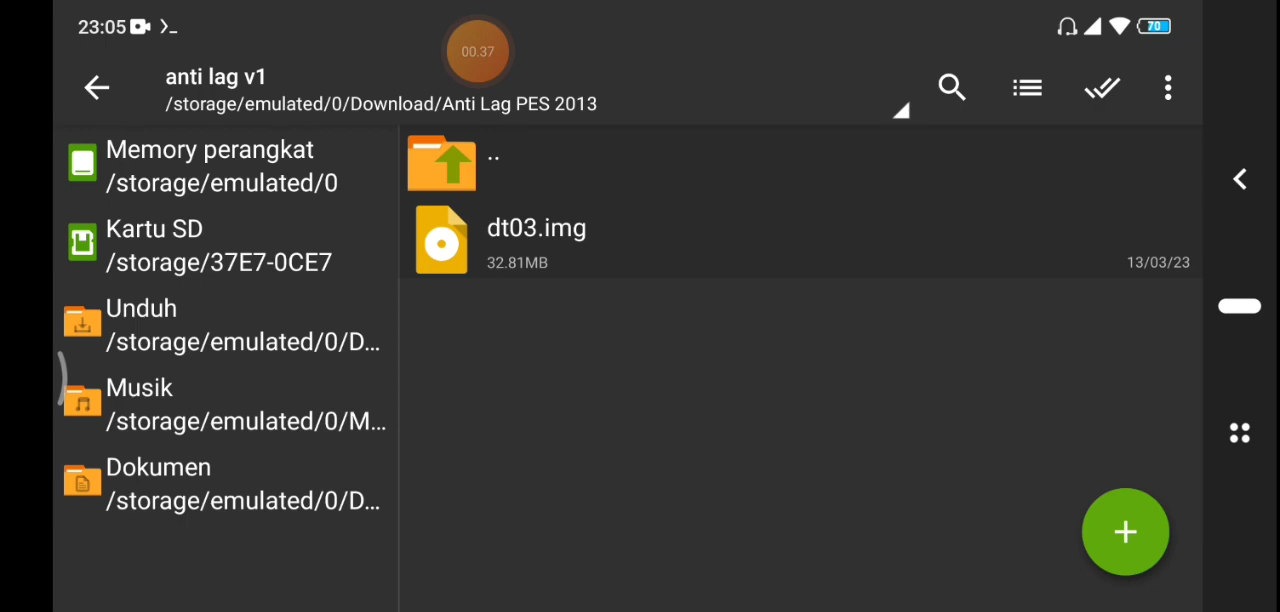 23:05
00.37
70
anti lag v1
/storage/emulated/0/Download/Anti Lag PES 2013
Memory perangkat
/storage/emulated/0
Kartu SD
/storage/37E7-0CE7
Unduh
/storage/emulated/0/D...
Musik
/storage/emulated/0/M...
Dokumen
/storage/emulated/0/D...
..
dt03.img
32.81MB
13/03/23